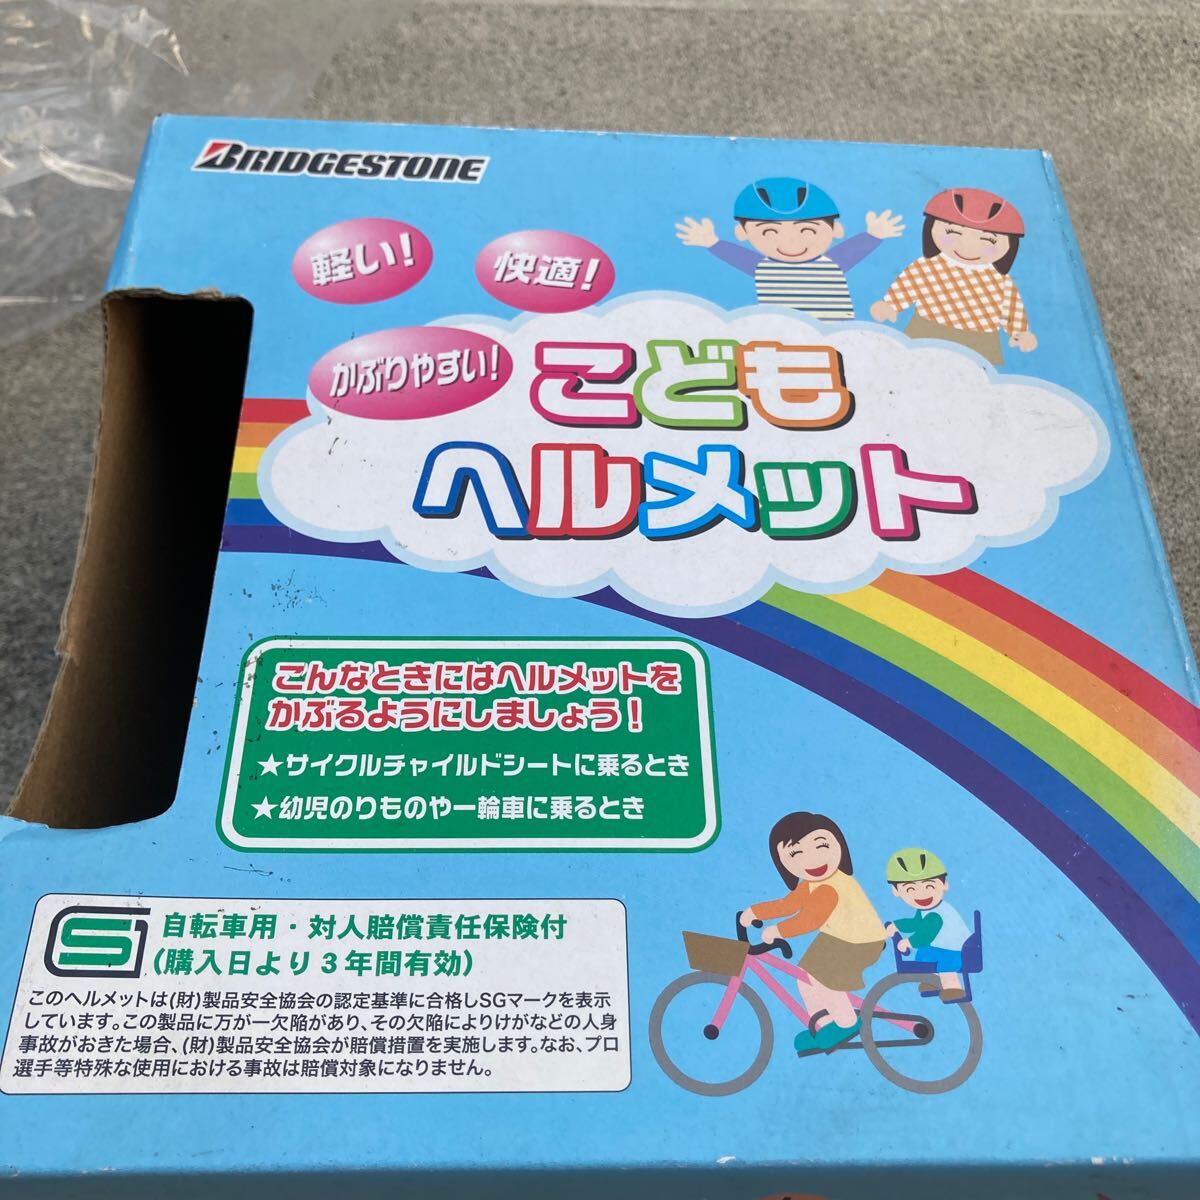 BRIDGESTONE
軽い!
快適!
かぶりやすい!
こども
ヘルメット
こんなときにはヘルメットを
かぶるようにしましょう!
★サイクルチャイルドシートに乗るとき
★幼児のりものや一輪車に乗るとき
SG
自転車用・対人賠償責任保険付
(購入日より3年間有効)
このヘルメットは(財)製品安全協会の認定基準に合格しSGマークを表示
しています。この製品に万が一欠陥があり、その欠陥によりけがなどの人身
事故がおきた場合、(財)製品安全協会が賠償措置を実施します。なお、プロ
選手等特殊な使用における事故は賠償対象になりません。